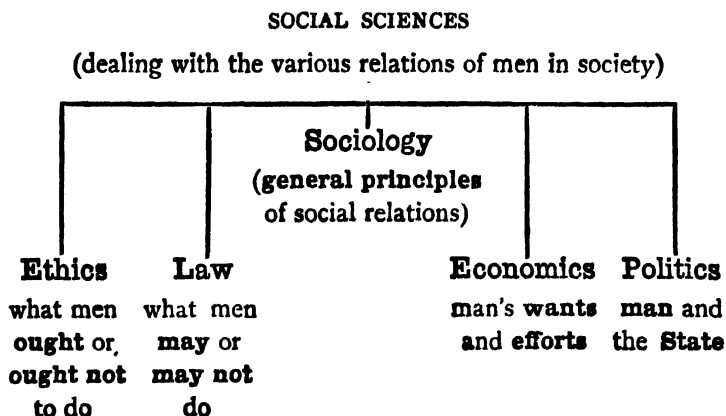 SOCIAL SCIENCES
(dealing with the various relations of men in society)
Sociology
(general principles
of social relations)
Ethics
what men
ought or,
ought not
to do
Law
what men
may or
may not
do
Economics
man's wants
and efforts
Politics
man and
the State